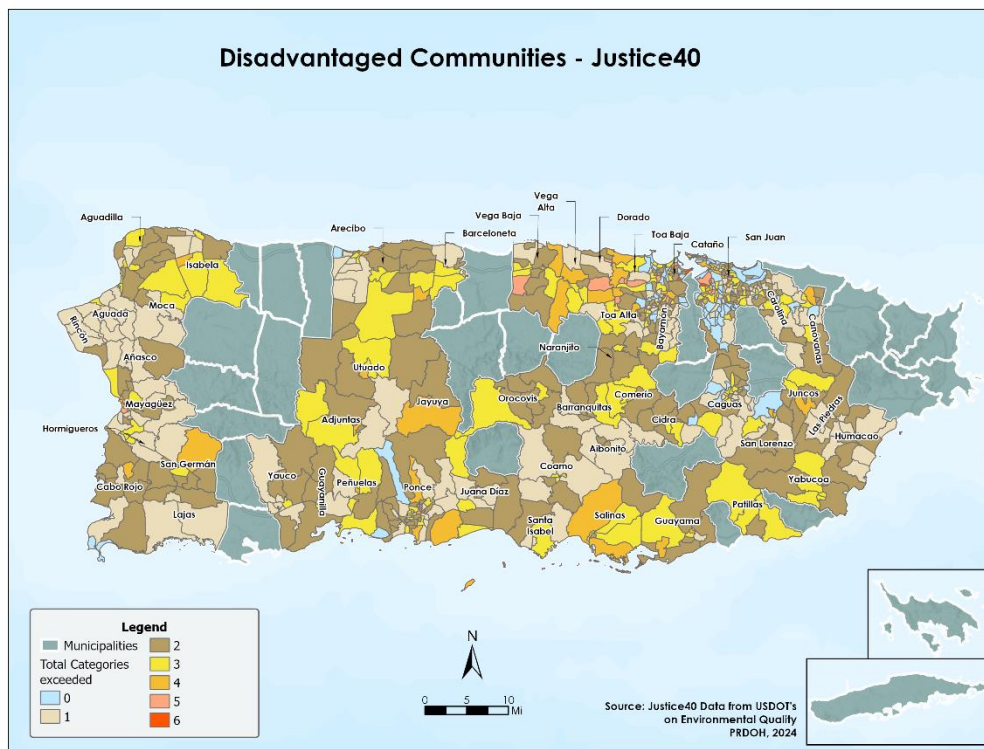 Disadvantaged Communities - Justice40
Aguadilla
Arecibo
Barceloneta
Vega Baja
Vega
Alta
Dorado
Toa Baja
Cataño
San Juan
Isabela
Moca
Aguada
Rincón
Añasco
Mayagüez
Hormigueros
San Germán
Cabo Rojo
Lajas
Utuado
Jayuya
Adjuntas
Yauco
Guayanilla
Peñuelas
Ponce
Juana Díaz
Toa Alta
Bayamón
Carolina
Canovanas
Naranjito
Orocovis
Barranquitas
Comerío
Cidra
Caguas
Juncos
Las Piedras
San Lorenzo
Humacao
Aibonito
Coamo
Yabucoa
Patillas
Salinas
Guayama
Santa
Isabel
Legend
Municipalities
Total Categories
exceeded
0
1
2
3
4
5
6
N
0 5 10
Mi
Source: Justice40 Data from USDOT's
on Environmental Quality
PRDOH, 2024